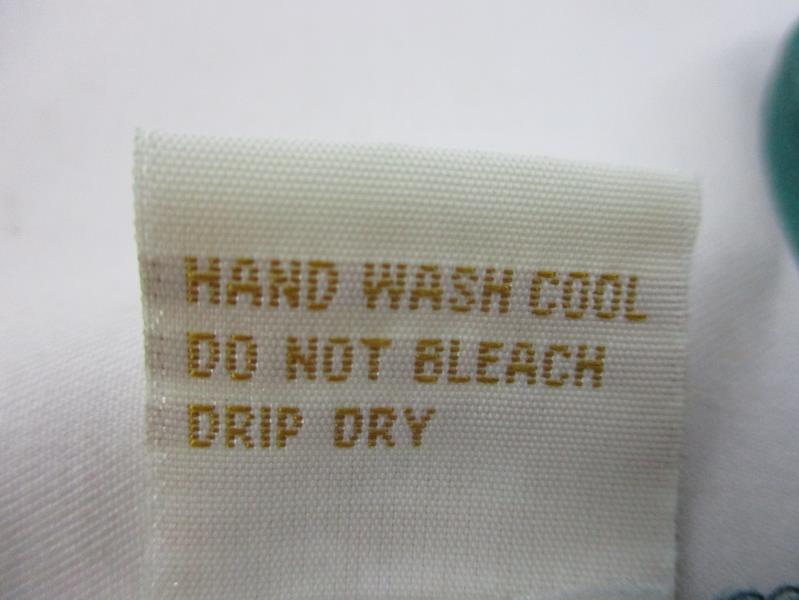 HAND WASH COOL
DO NOT BLEACH
DRIP DRY